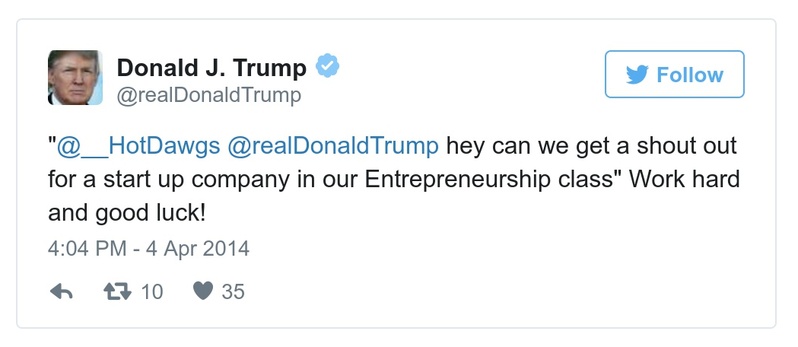 Donald J. Trump
@realDonaldTrump
Follow
"@__HotDawgs @realDonaldTrump hey can we get a shout out
for a start up company in our Entrepreneurship class" Work hard
and good luck!
4:04 PM - 4 Apr 2014
10 35